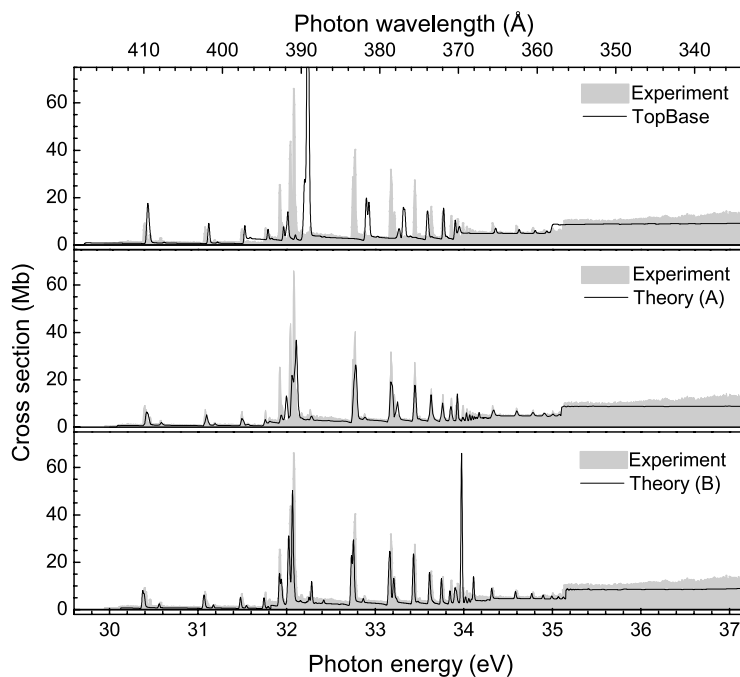 Photon wavelength (Å)
410 400 390 380 370 360 350 340
60
40
20
0
Experiment
TopBase
60
40
20
0
Experiment
Theory (A)
60
40
20
0
Experiment
Theory (B)
Cross section (Mb)
30 31 32 33 34 35 36 37
Photon energy (eV)